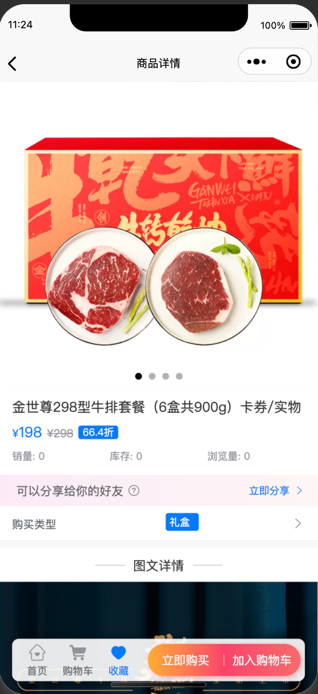 11:24
100%
商品详情
GANWEI
TIANXIA XIAN
金世尊298型牛排套餐（6盒共900g）卡券/实物
¥198 ¥298 66.4折
销量: 0 库存: 0 浏览量: 0
可以分享给你的好友 ? 立即分享
购买类型 礼盒
图文详情
首页 购物车 收藏 立即购买 加入购物车